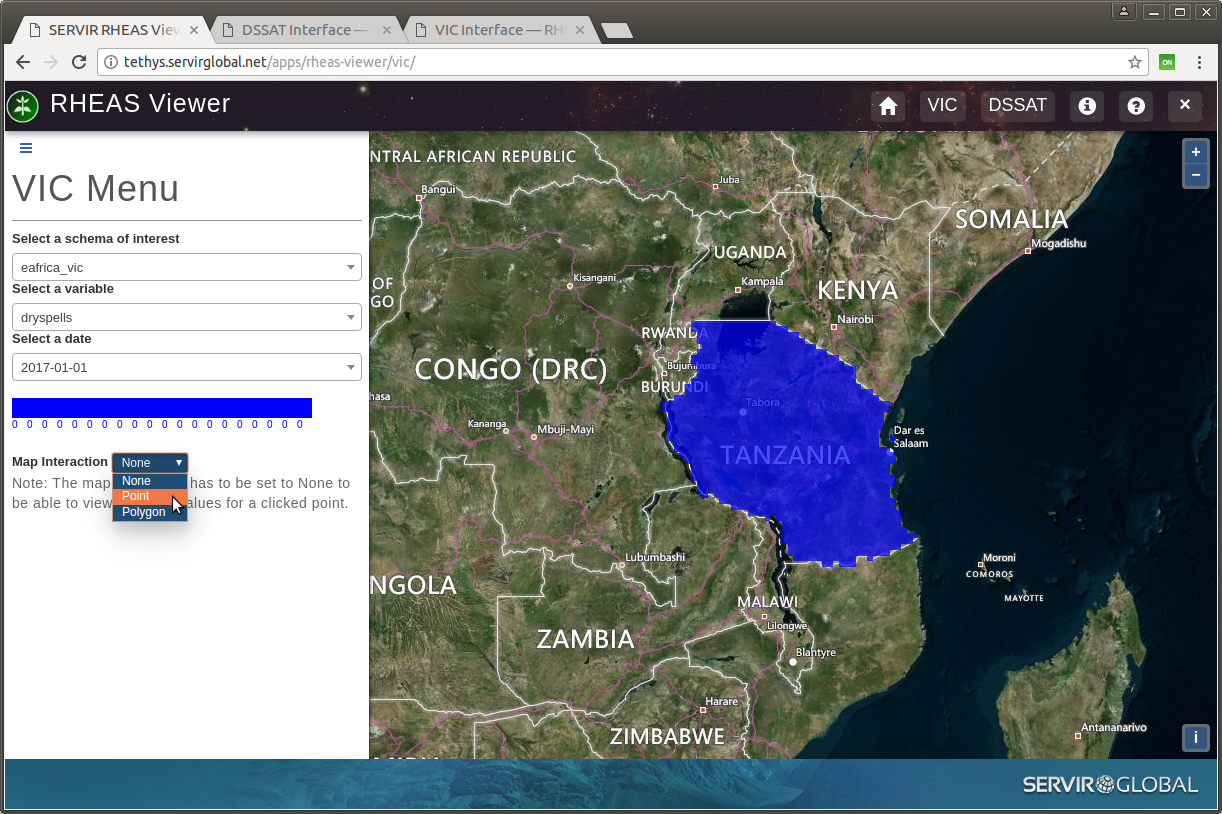 SERVIR RHEAS View
DSSAT Interface —
VIC Interface — RH
tethys.servirglobal.net/apps/rheas-viewer/vic/
ON
RHEAS Viewer
VIC
DSSAT
VIC Menu
Select a schema of interest
eafrica_vic
Select a variable
dryspells
Select a date
2017-01-01
0 0 0 0 0 0 0 0 0 0 0 0 0 0 0 0 0 0 0 0
Map Interaction None
Note: The map has to be set to None to
be able to view alues for a clicked point.
None
Point
Polygon
NTRAL AFRICAN REPUBLIC
Bangui
Juba
SOMALIA
Mogadishu
UGANDA
Kampala
Kisangani
OF
GO
KENYA
Nairobi
RWANDA
CONGO (DRC)
Bujumbura
BURUNDI
hasa
Tabora
Kananga
Mbuji-Mayi
Dar es
Salaam
TANZANIA
Lubumbashi
Moroni
COMOROS
MAYOTTE
NGOLA
MALAWI
Lilongwe
ZAMBIA
Blantyre
Harare
ZIMBABWE
Antananarivo
+
−
i
SERVIR GLOBAL